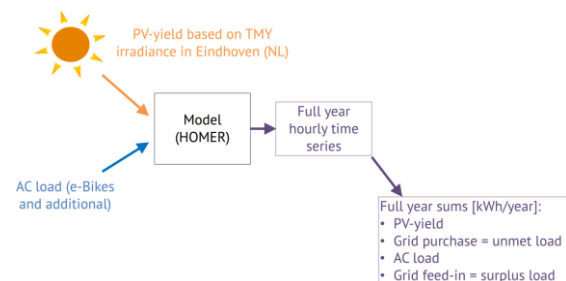 PV-yield based on TMY
irradiance in Eindhoven (NL)
Model
(HOMER)
Full year
hourly time
series
AC load (e-Bikes
and additional)
Full year sums [kWh/year]:
• PV-yield
• Grid purchase = unmet load
• AC load
• Grid feed-in = surplus load